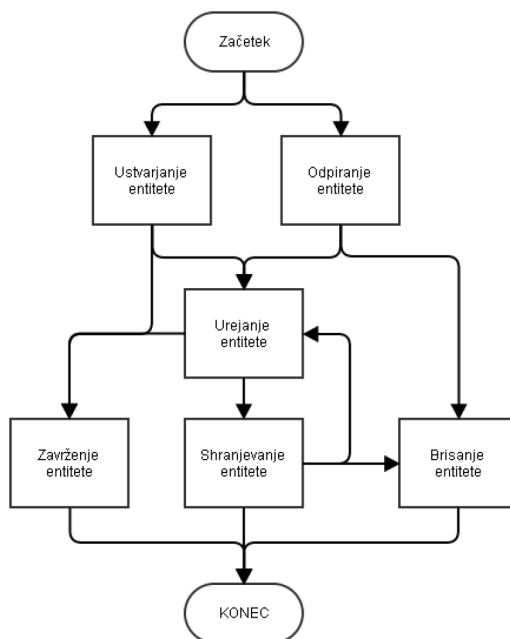 Začetek
Ustvarjanje
entitete
Odpiranje
entitete
Urejanje
entitete
Zavrženje
entitete
Shranjevanje
entitete
Brisanje
entitete
KONEC